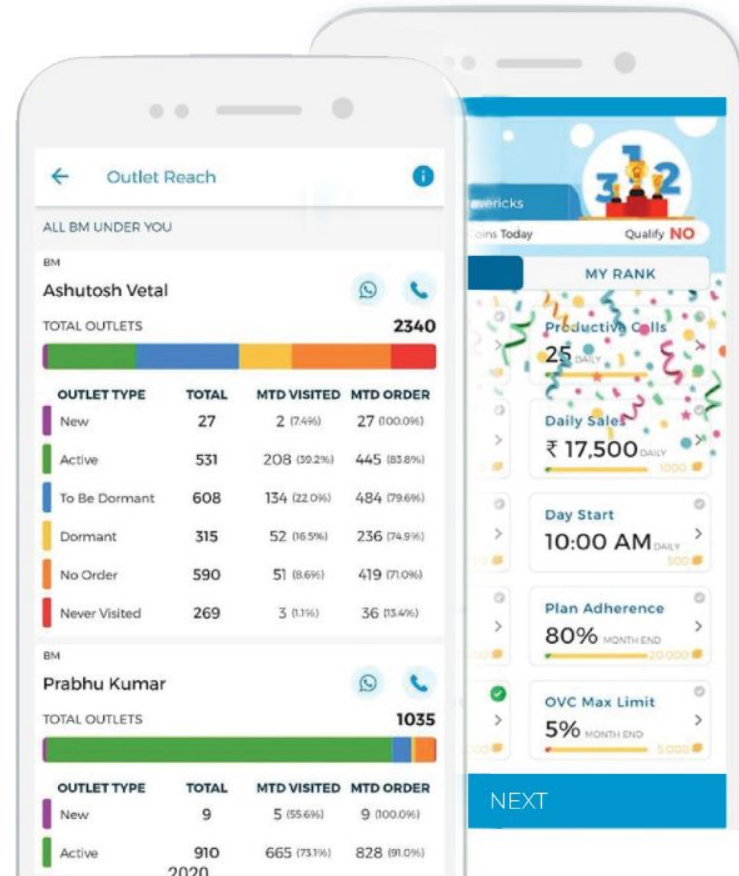 Outlet Reach
ALL BM UNDER YOU
BM
Ashutosh Vetal
TOTAL OUTLETS 2340
OUTLET TYPE TOTAL MTD VISITED MTD ORDER
New 27 2 (7.4%) 27 (100.0%)
Active 531 208 (39.2%) 445 (83.8%)
To Be Dormant 608 134 (22.0%) 484 (79.6%)
Dormant 315 52 (16.5%) 236 (74.9%)
No Order 590 51 (8.6%) 419 (71.0%)
Never Visited 269 3 (1.1%) 36 (13.4%)
BM
Prabhu Kumar
TOTAL OUTLETS 1035
OUTLET TYPE TOTAL MTD VISITED MTD ORDER
New 9 5 (55.6%) 9 (100.0%)
Active 910 665 (73.1%) 828 (91.0%)
2020
3 1 2
Today
Qualify NO
MY RANK
Productive Calls
25 DAILY
Daily Sales
₹ 17,500 DAILY
1000
Day Start
10:00 AM DAILY
500
Plan Adherence
80% MONTH END
20,000
OVC Max Limit
5% MONTH END
5,000
NEXT